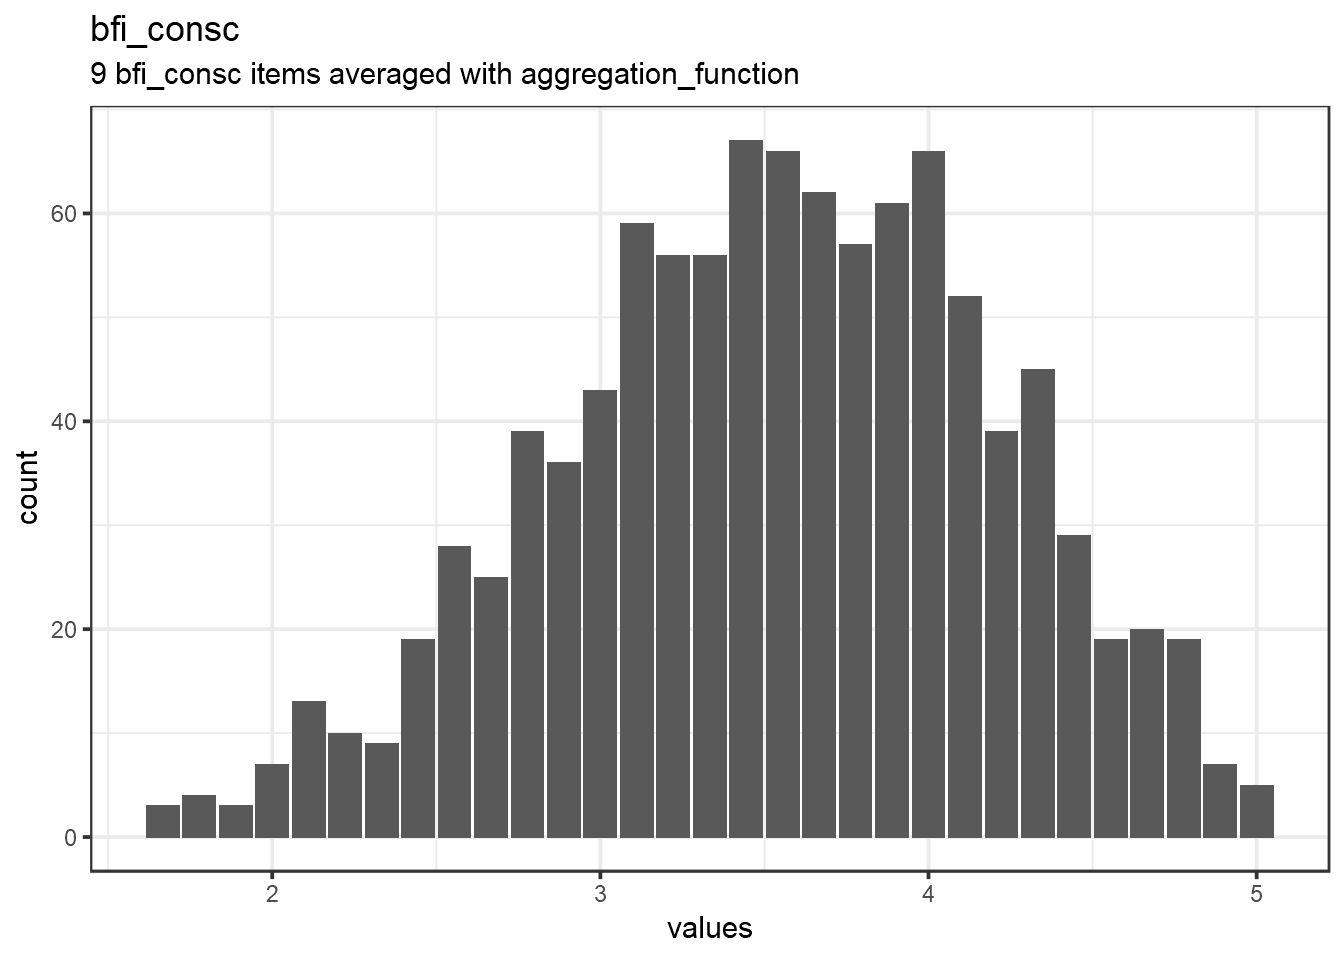 bfi_consc
9 bfi_consc items averaged with aggregation_function
60
40
20
0
count
2 3 4 5
values